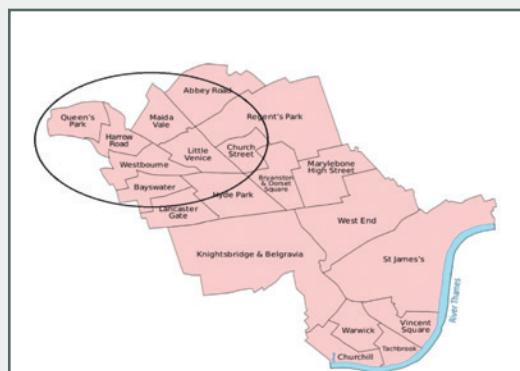 Abbey Road
Queen's
Park
Maida
Vale
Regent's Park
Harrow
Road
Little
Venice
Church
Street
Westbourne
Marylebone
High Street
Bryanston
& Dorset
Square
Bayswater
Hyde Park
Lancaster
Gate
West End
Knightsbridge & Belgravia
St James's
River Thames
Vincent
Square
Warwick
Tachbrook
Churchill